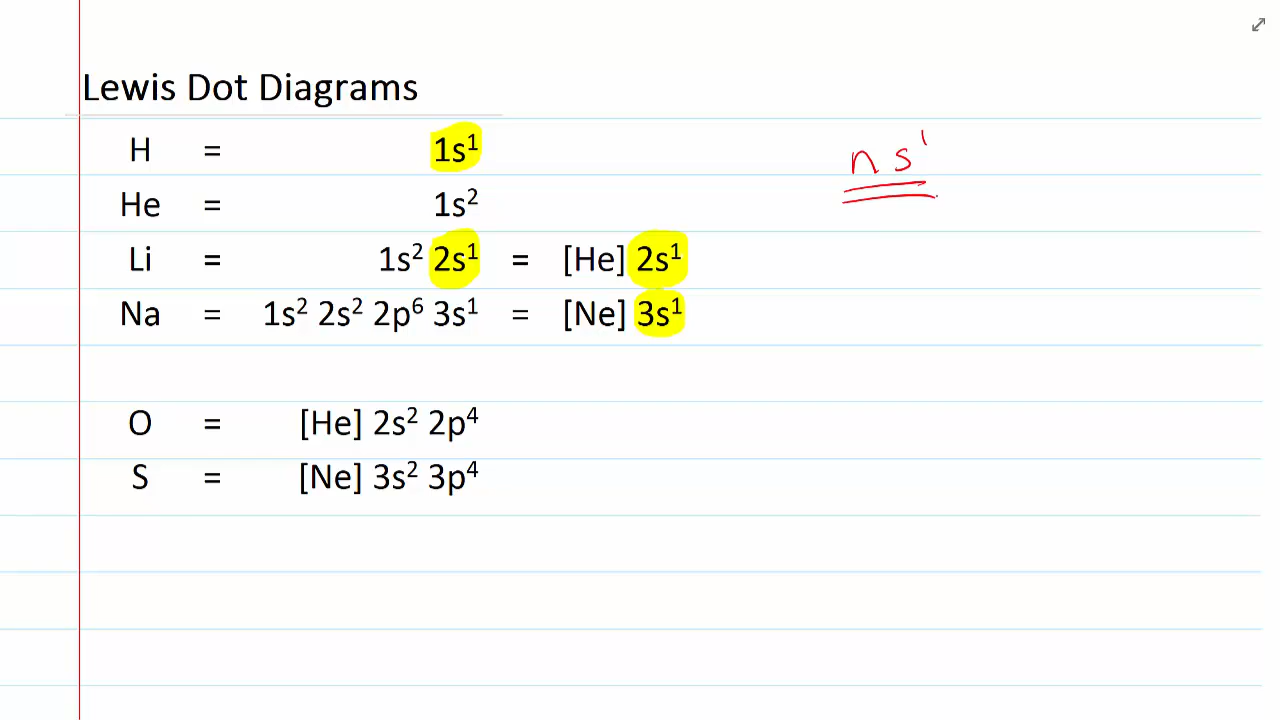 Lewis Dot Diagrams
H = 1s¹
n s¹
He = 1s²
Li = 1s² 2s¹ = [He] 2s¹
Na = 1s² 2s² 2p⁶ 3s¹ = [Ne] 3s¹
O = [He] 2s² 2p⁴
S = [Ne] 3s² 3p⁴